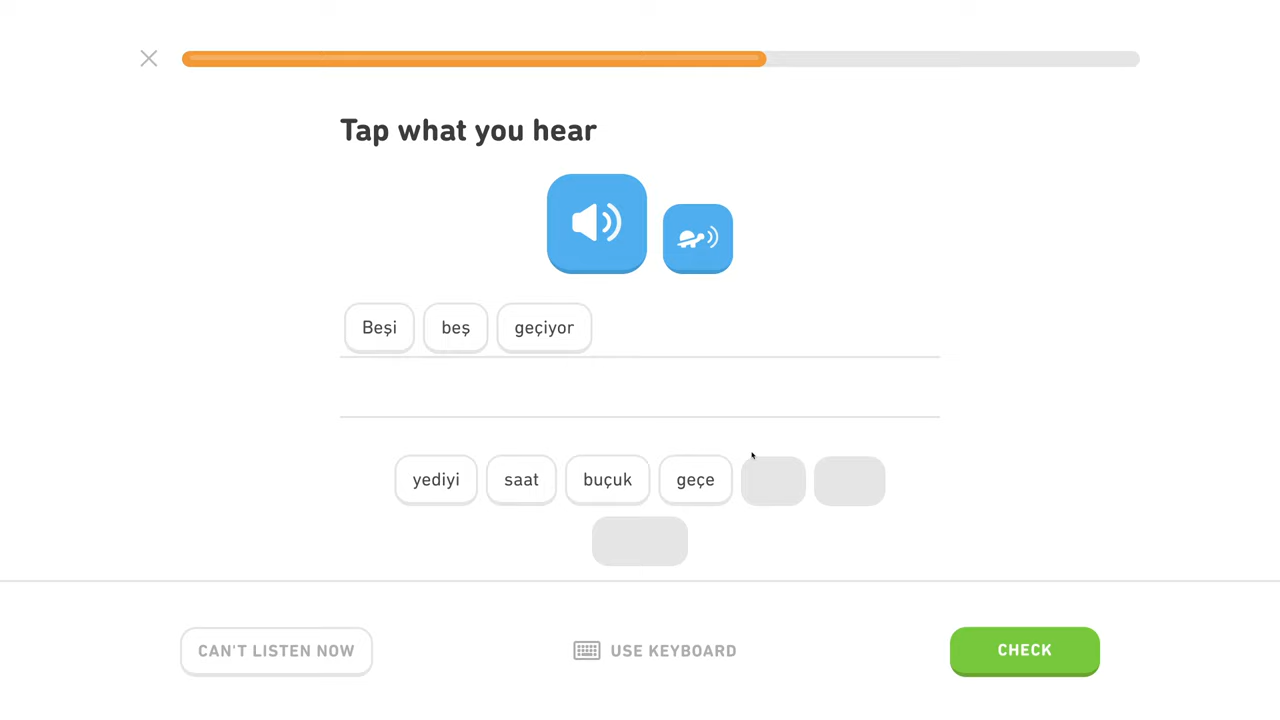 Tap what you hear
Beşi beş geçiyor
yediyi saat buçuk geçe
CAN'T LISTEN NOW USE KEYBOARD CHECK